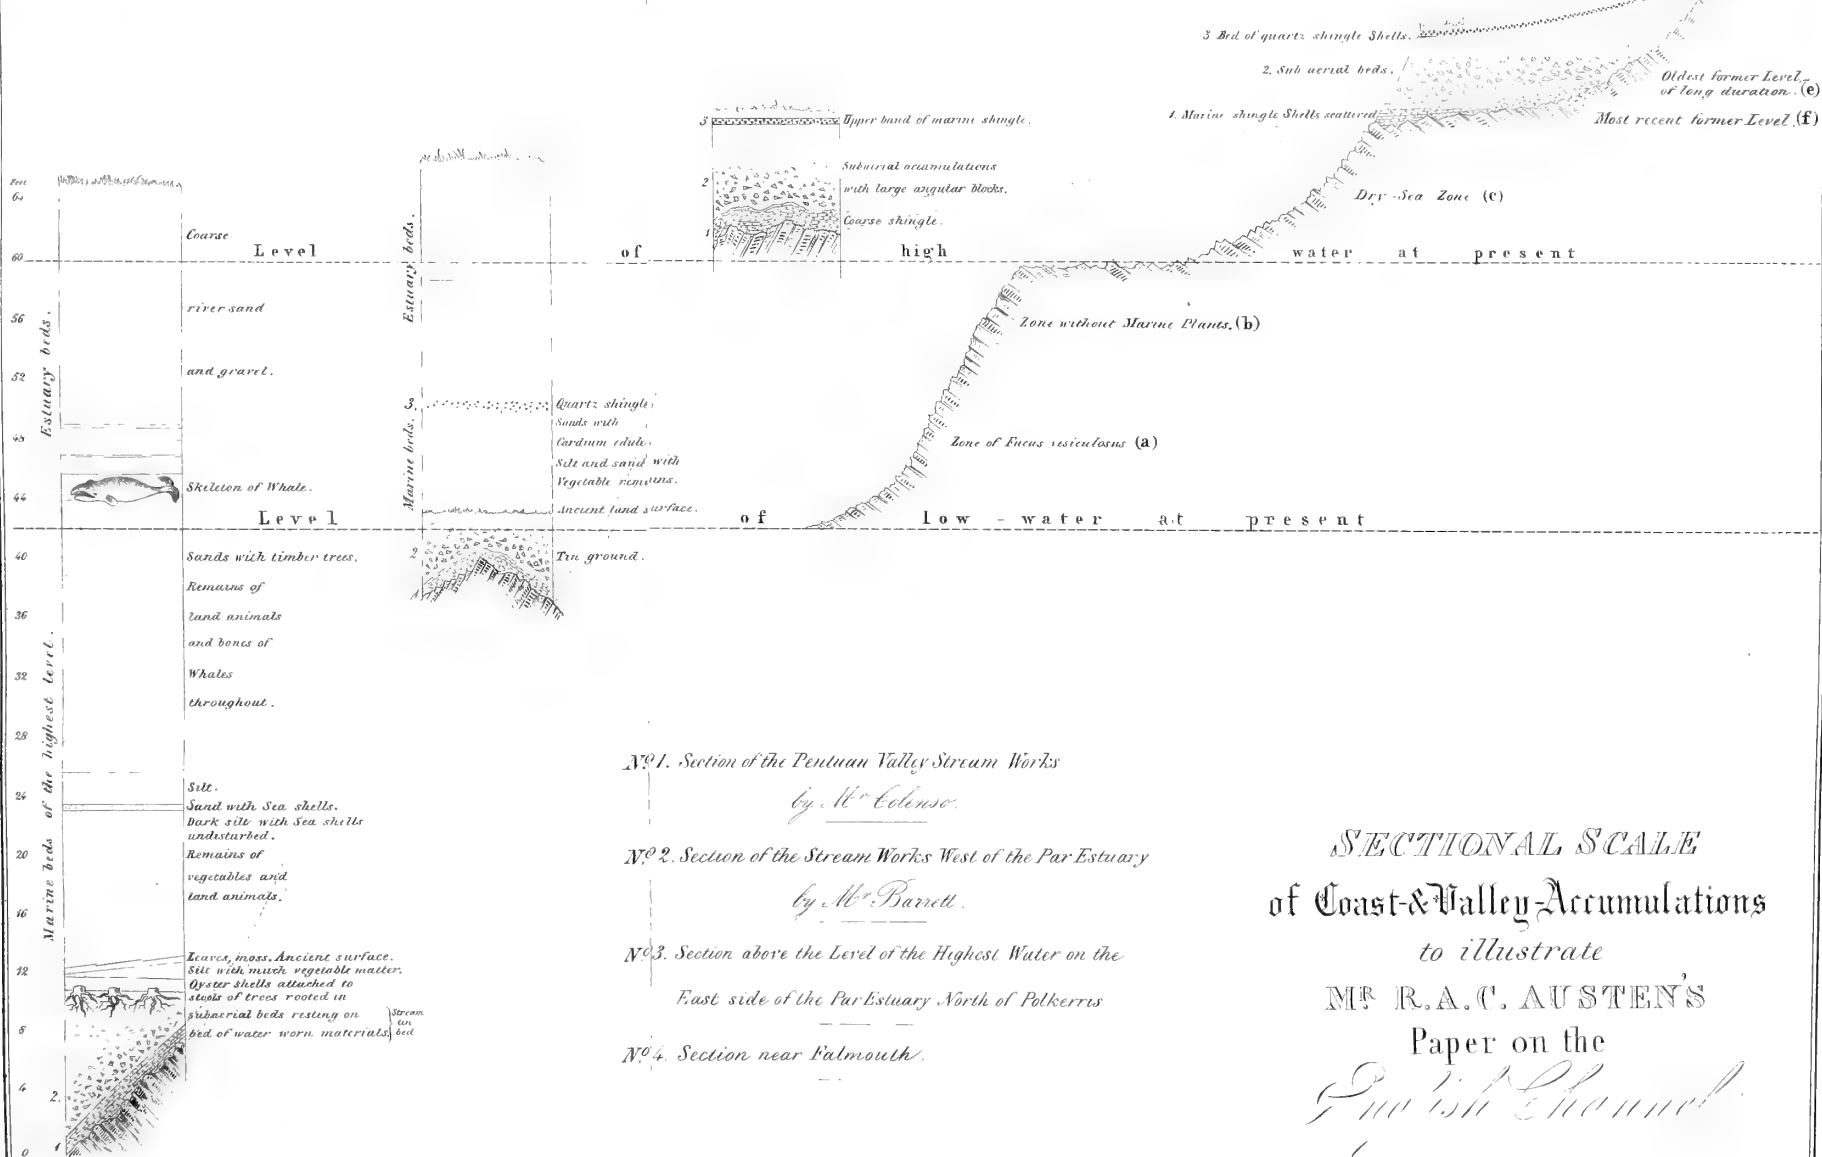 3 Bed of quartz shingle Shells.
2. Sub aerial beds.
Oldest former Level,
of long duration. (e)
1. Marine shingle Shells scattered
Most recent former Level (f)
Dry Sea Zone (c)
3
Upper band of marine shingle.
2
Subaerial accumulations
with large angular blocks.
Coarse shingle.
1
Feet
64
60
56
52
48
44
40
36
32
28
24
20
16
12
8
4
0
Level of high water at present
Zone without Marine Plants. (b)
Zone of Fucus vesiculosus (a)
Level of low-water at present
Estuary beds.
Marine beds of the highest level.
Coarse
river sand
and gravel.
Skeleton of Whale.
Sands with timber trees.
Remains of
land animals
and bones of
Whales
throughout.
Silt.
Sand with Sea shells.
Dark silt with Sea shells
undisturbed.
Remains of
vegetables and
land animals.
Leaves, moss. Ancient surface.
Silt with much vegetable matter.
Oyster shells attached to
stools of trees rooted in
subaerial beds resting on
bed of water worn materials.
Stream
tin
bed
2.
1
Estuary beds.
Marine beds.
3.
Quartz shingle,
Sands with
Cardium edule.
Silt and sand with
Vegetable remains.
Ancient land surface.
2
Tin ground.
1
No. 1. Section of the Pentuan Valley Stream Works
by Mr Colenso.
No. 2. Section of the Stream Works West of the Par Estuary
by Mr Barrett.
No. 3. Section above the Level of the Highest Water on the
East side of the Par Estuary North of Polkerris
No. 4. Section near Falmouth.
SECTIONAL SCALE
of Coast-&Valley-Accumulations
to illustrate
MR R.A.C. AUSTEN'S
Paper on the
English Channel